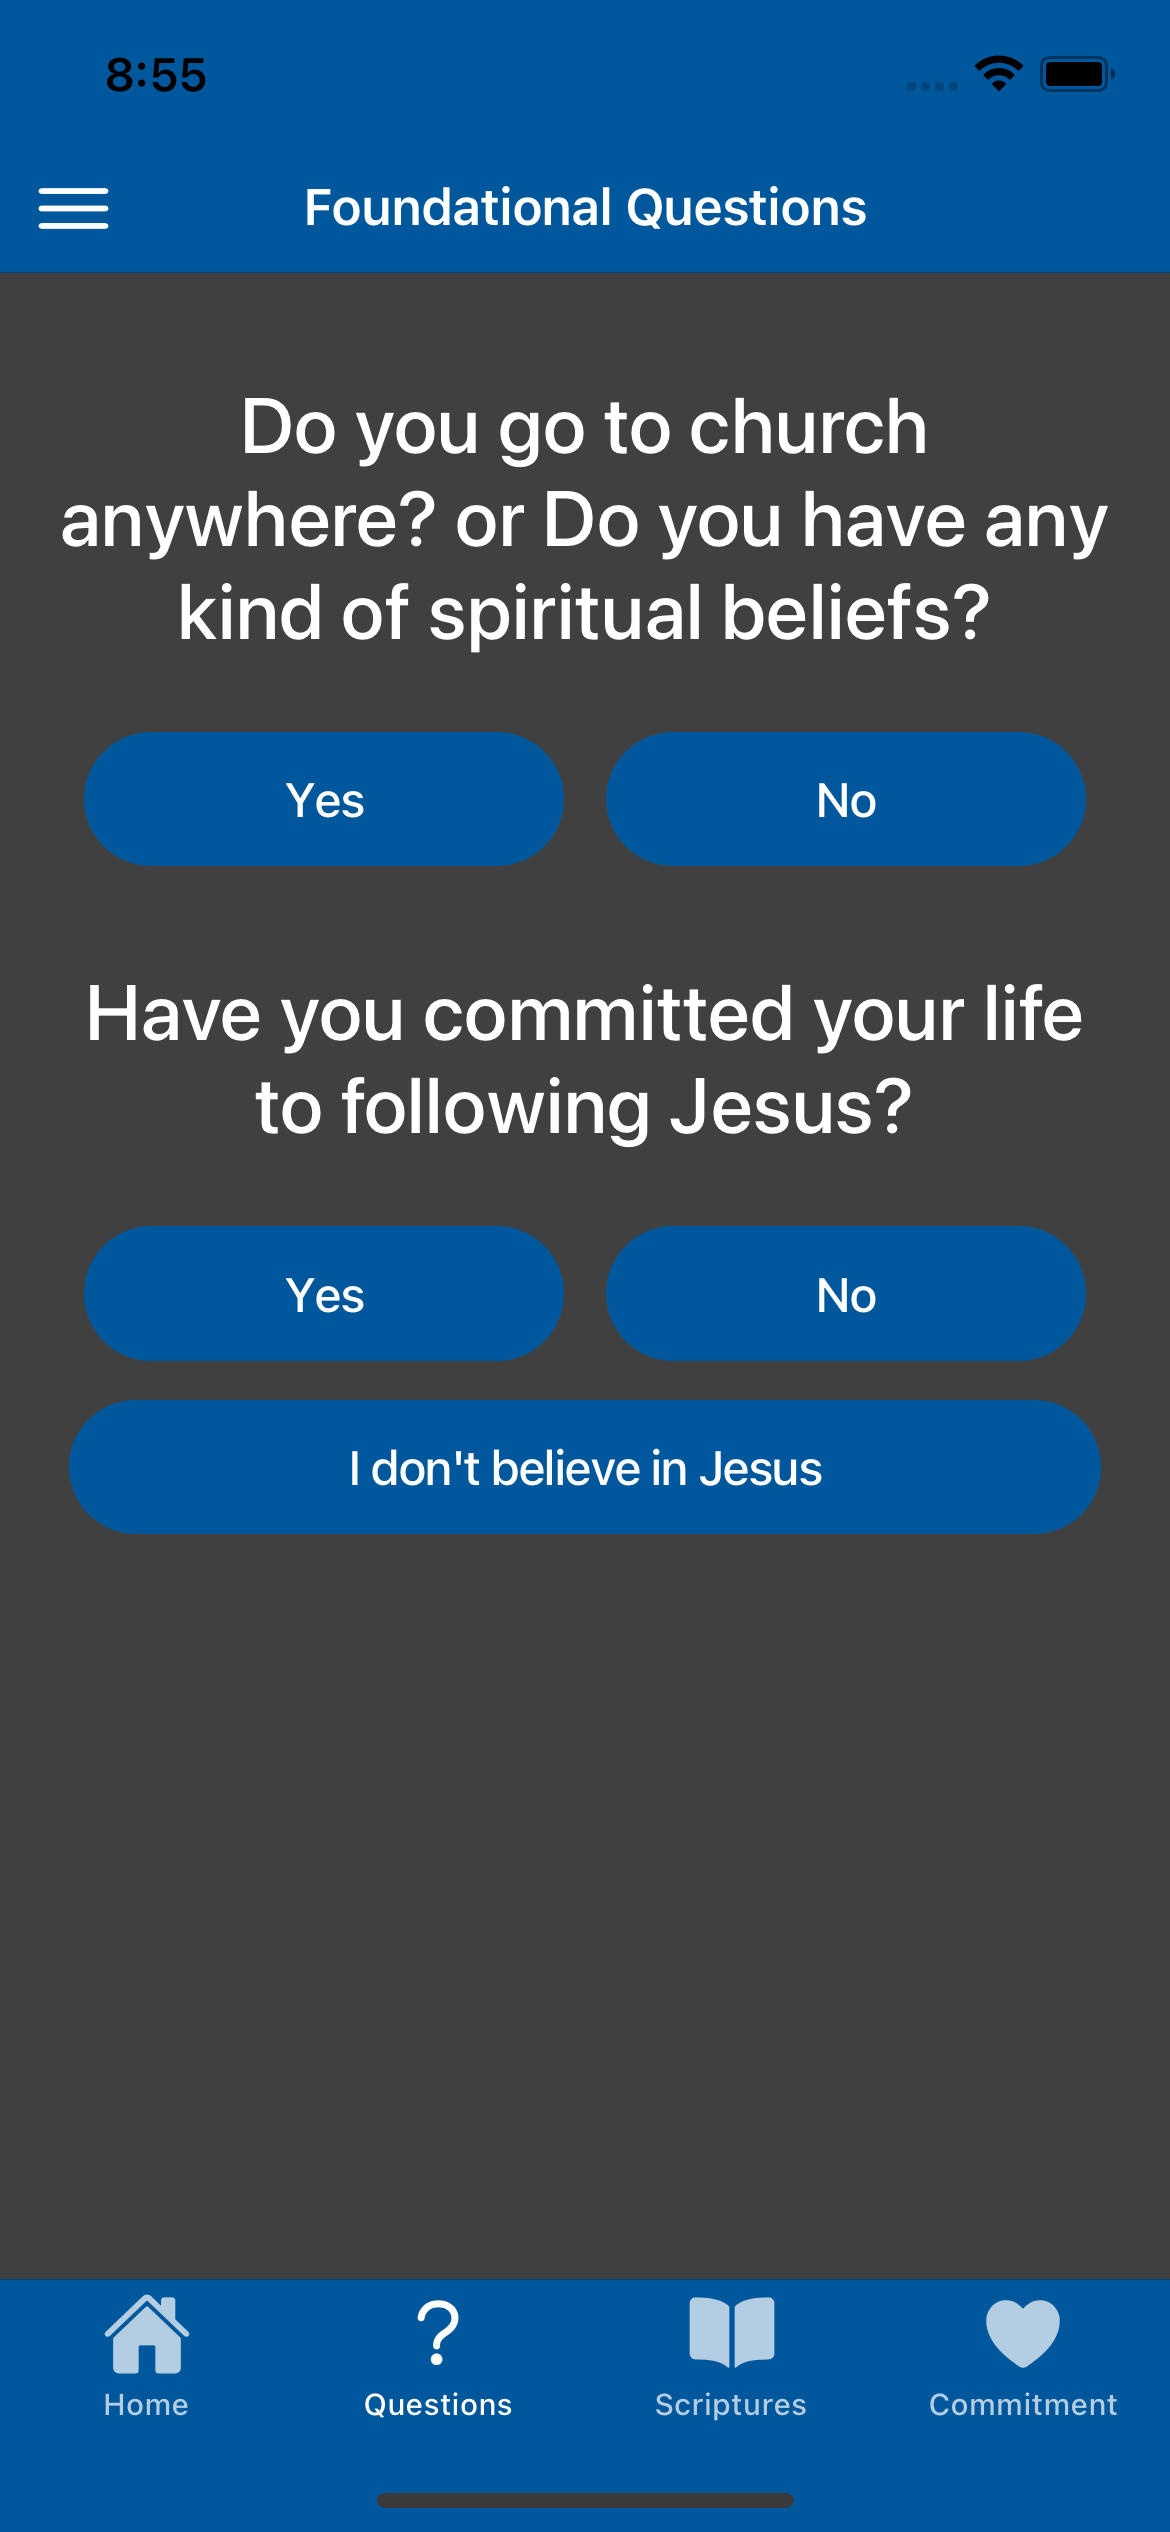 8:55
Foundational Questions
Do you go to church
anywhere? or Do you have any
kind of spiritual beliefs?
Yes
No
Have you committed your life
to following Jesus?
Yes
No
I don't believe in Jesus
Home
Questions
Scriptures
Commitment